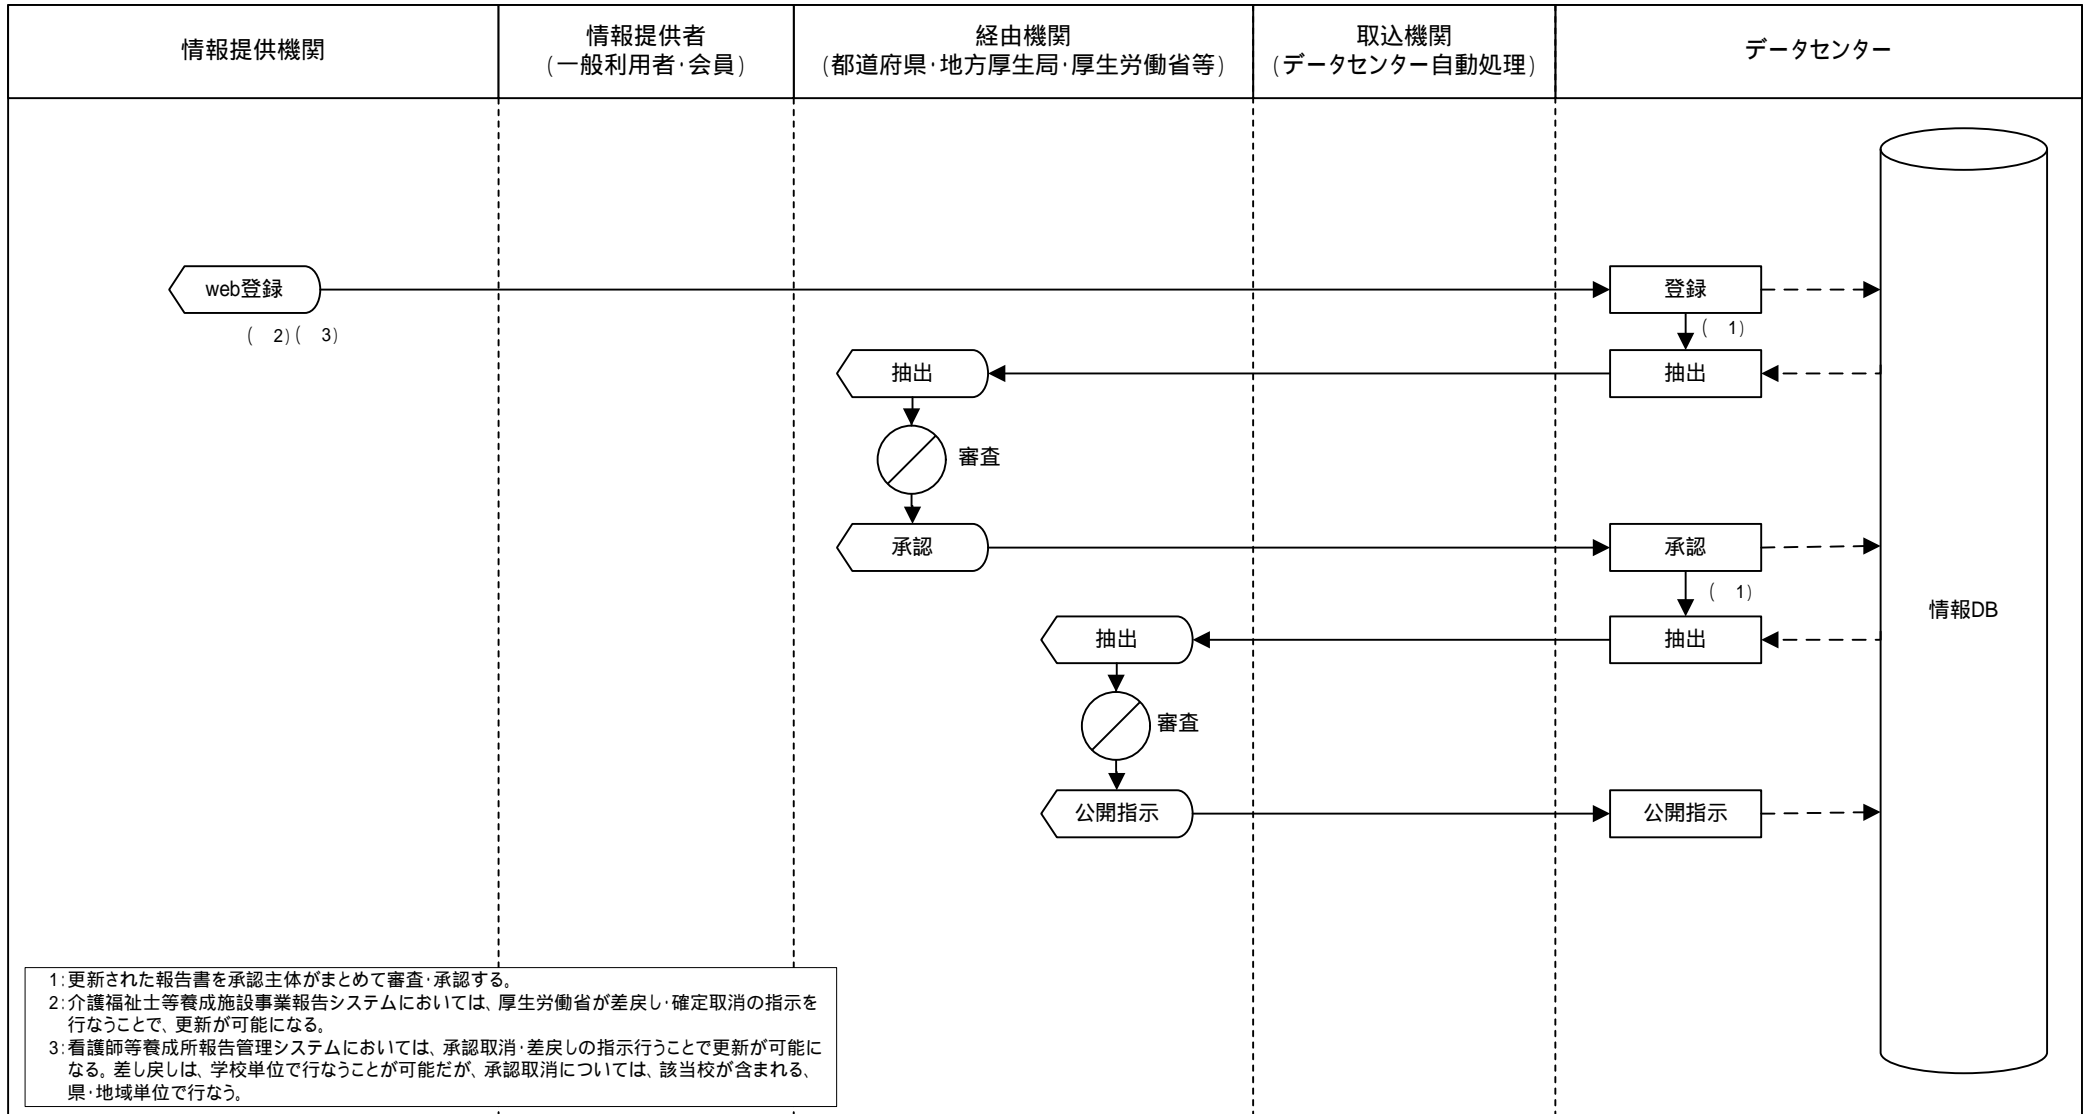 情報提供機関
情報提供者
(一般利用者・会員)
経由機関
(都道府県・地方厚生局・厚生労働省等)
取込機関
(データセンター自動処理)
データセンター
web登録
登録
( 2)( 3)
( 1)
抽出
抽出
審査
承認
承認
( 1)
情報DB
抽出
抽出
審査
公開指示
公開指示
1:更新された報告書を承認主体がまとめて審査・承認する。
2:介護福祉士等養成施設事業報告システムにおいては、厚生労働省が差戻し・確定取消の指示を
行なうことで、更新が可能になる。
3:看護師等養成所報告管理システムにおいては、承認取消・差戻しの指示行うことで更新が可能に
なる。差し戻しは、学校単位で行なうことが可能だが、承認取消については、該当校が含まれる、
県・地域単位で行なう。